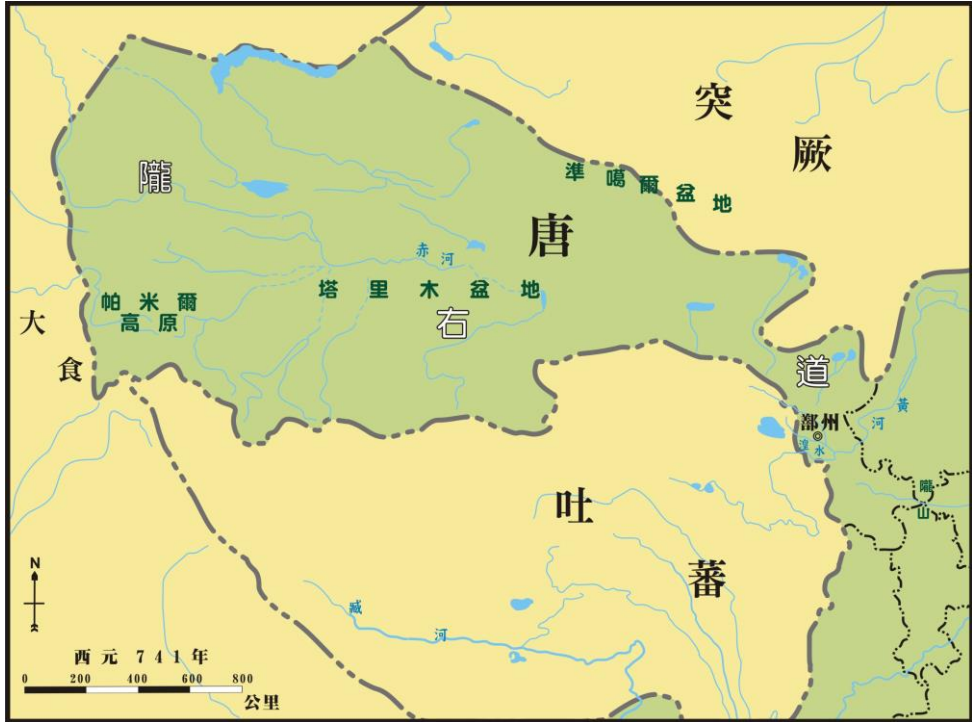 突厥
隴
準噶爾盆地
唐
赤河
塔里木盆地
帕米爾
高原
右
大食
道
鄯州
湟水
黃河
隴山
吐蕃
臧河
N
西元 741年
0 200 400 600 800
公里